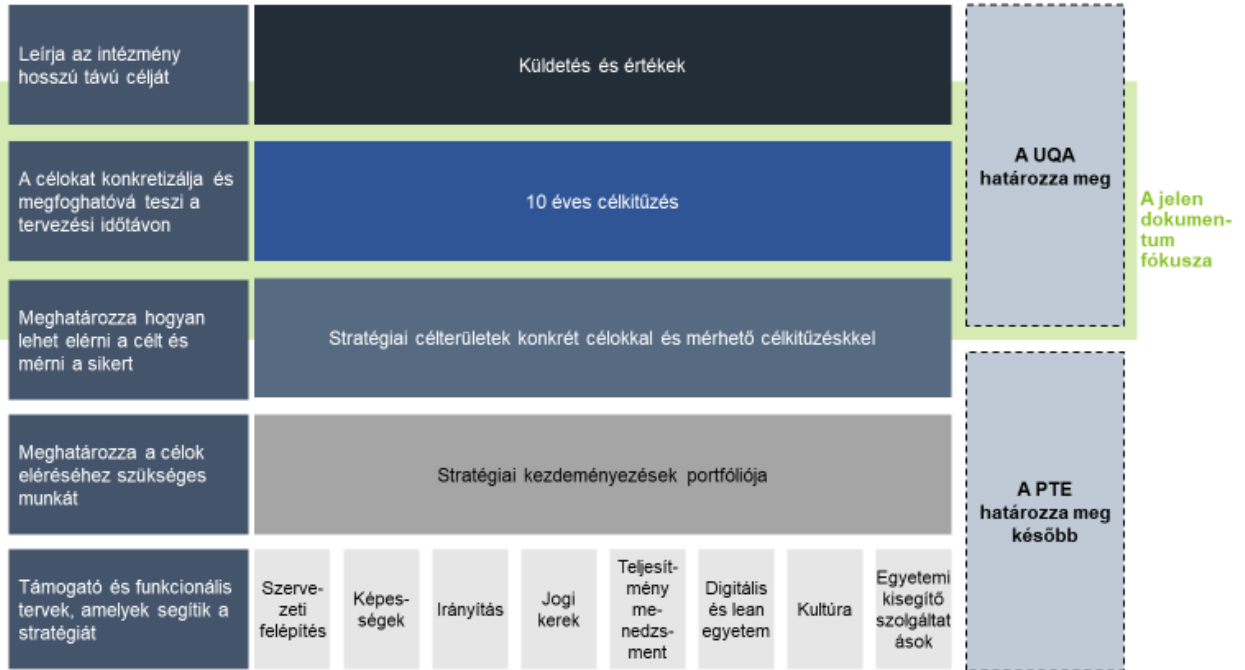 Leírja az intézmény
hosszú távú célját
Küldetés és értékek
A célokat konkretizálja és
megfoghatóvá teszi a
tervezési időtávon
10 éves célkitűzés
A UQA
határozza meg
A jelen
dokumen-
tum
fókusza
Meghatározza hogyan
lehet elérni a célt és
mérni a sikert
Stratégiai célterületek konkrét célokkal és mérhető célkitűzéskkel
Meghatározza a célok
eléréséhez szükséges
munkát
Stratégiai kezdeményezések portfóliója
A PTE
határozza meg
később
Támogató és funkcionális
tervek, amelyek segítik a
stratégiát
Szerve-
zeti
felépítés
Képes-
ségek
Irányítás
Jogi
kerek
Teljesít-
mény
me-
nedzs-
ment
Digitális
és lean
egyetem
Kultúra
Egyetemi
kisegítő
szolgáltat
ások